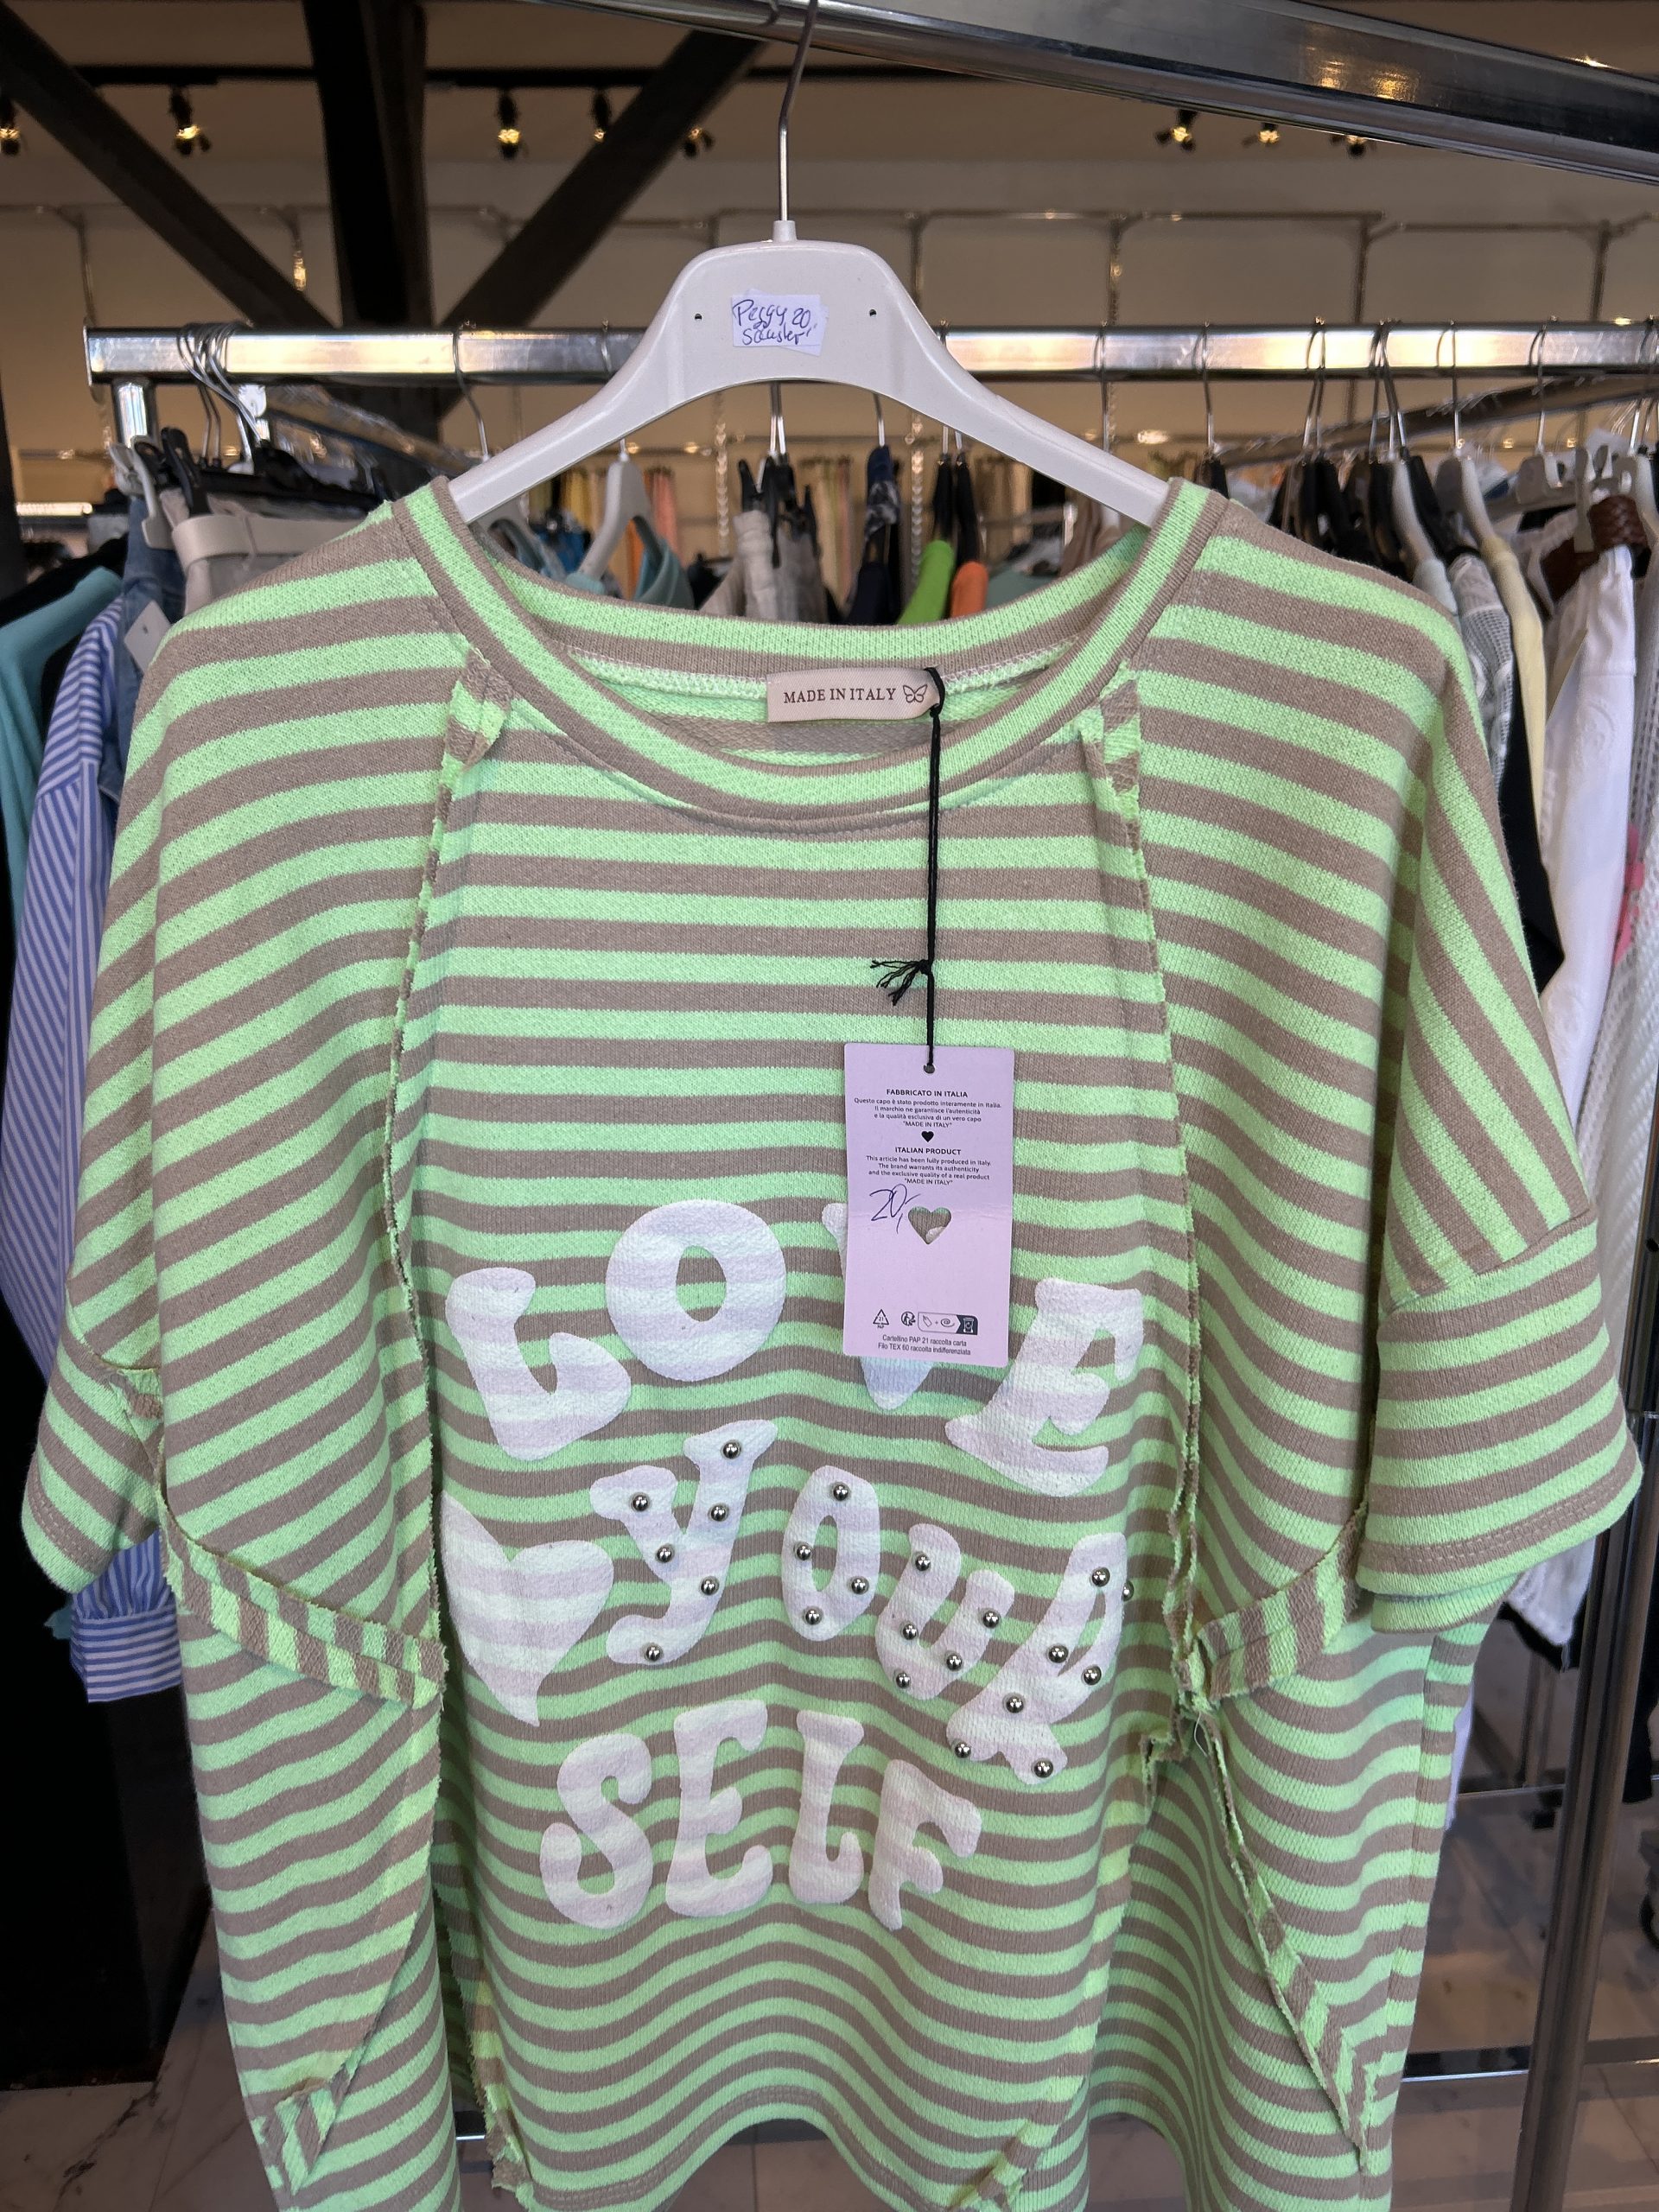 Peggy 20,
MADE IN ITALY
FABBRICATO IN ITALIA
Questo capo è stato prodotto interamente in Italia.
Il marchio ne garantisce l'autenticità
e la qualità esclusiva di un vero capo
"MADE IN ITALY"
ITALIAN PRODUCT
This article has been fully produced in Italy.
The brand warrants its authenticity
and the exclusive quality of a real product
"MADE IN ITALY"
20,
Cartellino PAP 21 raccolta carta
Filo TEX 60 raccolta indifferenziata
LOVE
YOUR
SELF